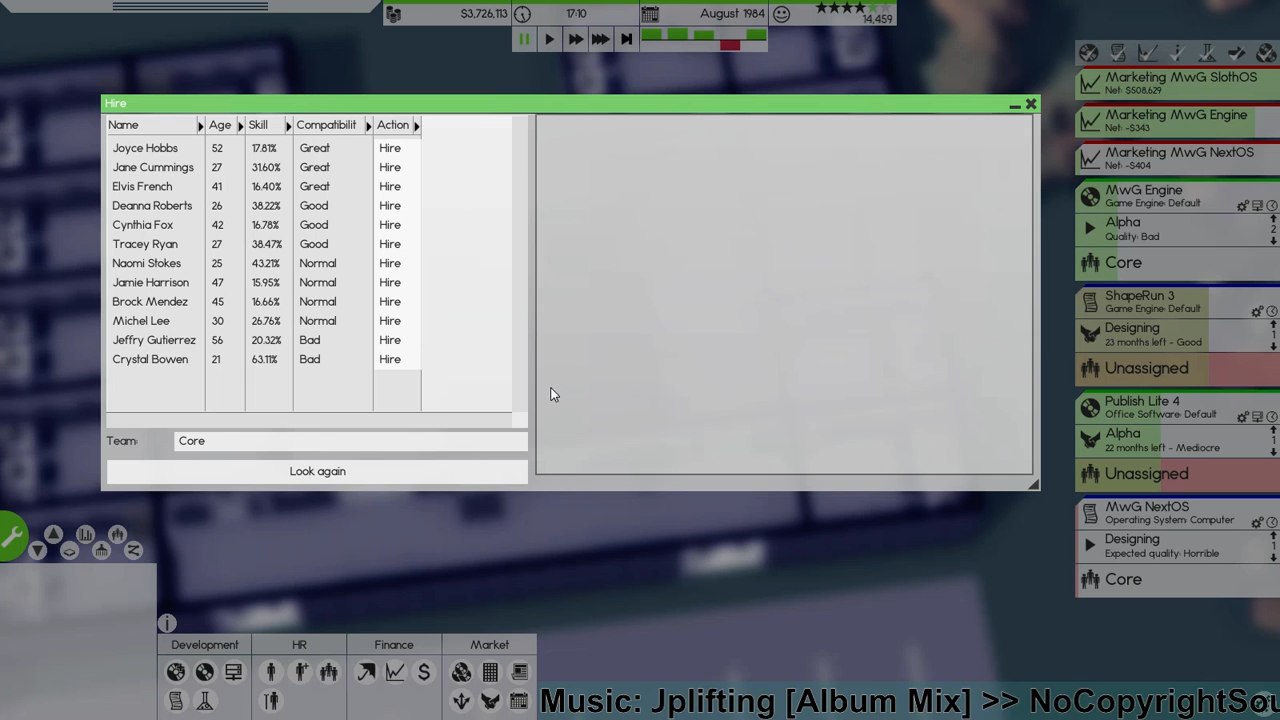 $3,726,113
17:10
August 1984
14,459
Hire
Name Age Skill Compatibilit Action
Joyce Hobbs 52 17.81% Great Hire
Jane Cummings 27 31.60% Great Hire
Elvis French 41 16.40% Great Hire
Deanna Roberts 26 38.22% Good Hire
Cynthia Fox 42 16.78% Good Hire
Tracey Ryan 27 38.47% Good Hire
Naomi Stokes 25 43.21% Normal Hire
Jamie Harrison 47 15.95% Normal Hire
Brock Mendez 45 16.66% Normal Hire
Michel Lee 30 26.76% Normal Hire
Jeffry Gutierrez 56 20.32% Bad Hire
Crystal Bowen 21 63.11% Bad Hire
Team: Core
Look again
Marketing MwG SlothOS
Net: $508,629
Marketing MwG Engine
Net: -$343
Marketing MwG NextOS
Net: -$404
MwG Engine
Game Engine: Default
Alpha 2
Quality: Bad
Core
ShapeRun 3
Game Engine: Default
Designing 1
23 months left - Good
Unassigned
Publish Lite 4
Office Software: Default
Alpha 1
22 months left - Mediocre
Unassigned
MwG NextOS
Operating System: Computer
Designing 1
Expected quality: Horrible
Core
Development HR Finance Market
Music: Jplifting [Album Mix] >> NoCopyrightSou